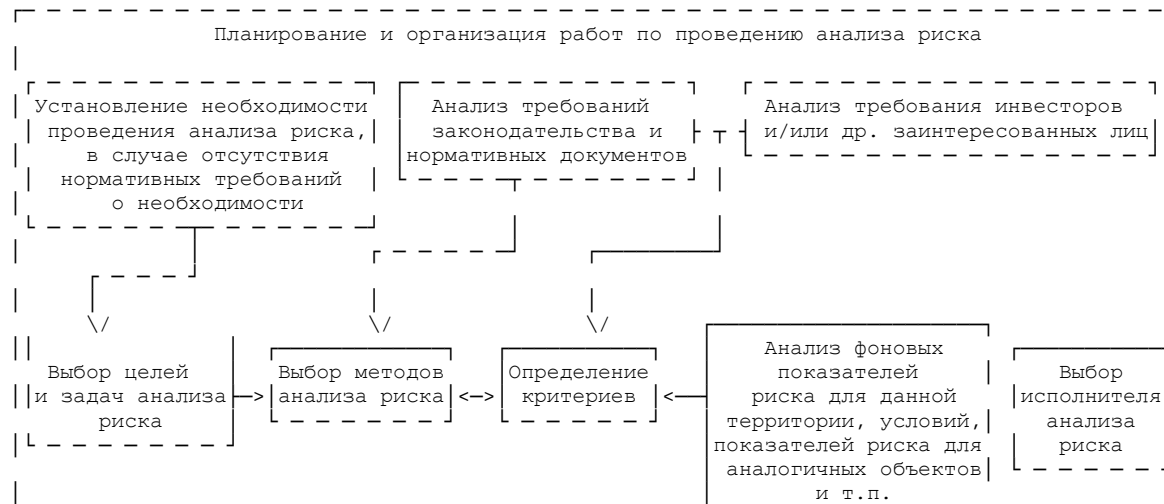 Планирование и организация работ по проведению анализа риска
Установление необходимости
проведения анализа риска,
в случае отсутствия
нормативных требований
о необходимости
Анализ требований
законодательства и
нормативных документов
Анализ требования инвесторов
и/или др. заинтересованных лиц
Выбор целей
и задач анализа
риска
Выбор методов
анализа риска
Определение
критериев
Анализ фоновых
показателей
риска для данной
территории, условий,
показателей риска для
аналогичных объектов
и т.п.
Выбор
исполнителя
анализа
риска